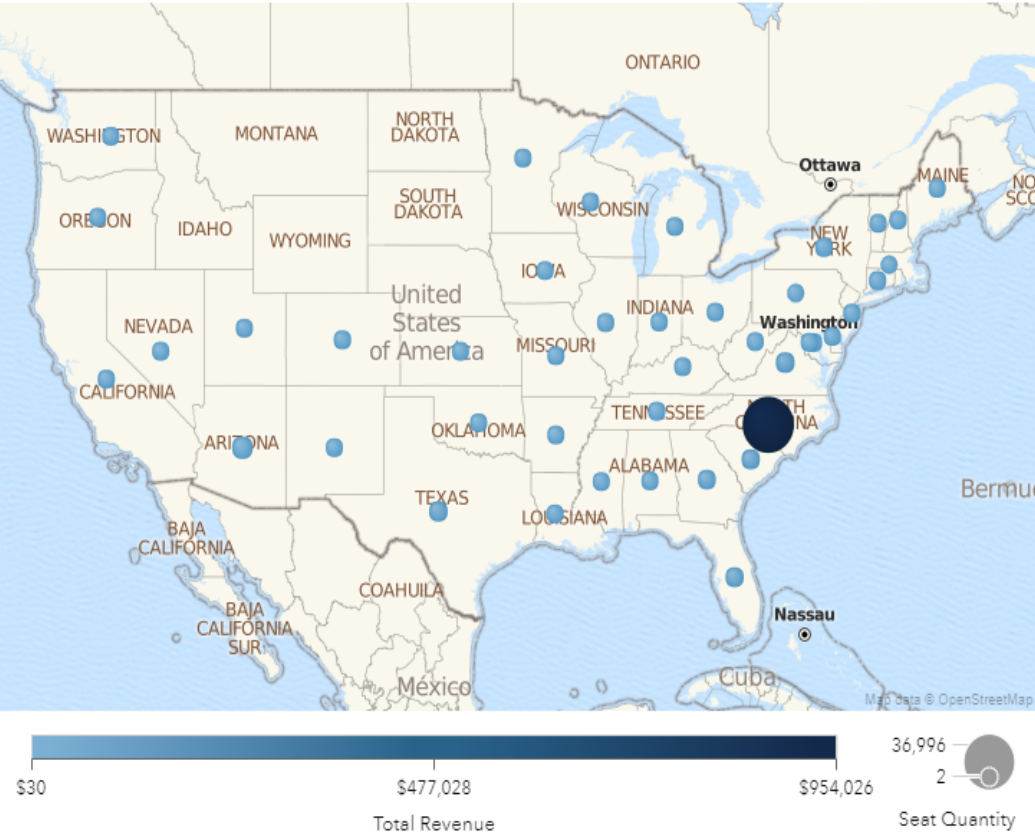 ONTARIO
NORTH
DAKOTA
WASHINGTON
MONTANA
Ottawa
MAINE
NO
SCO
SOUTH
DAKOTA
WISCONSIN
OREGON
IDAHO
NEW
YORK
WYOMING
IOWA
United
States
of America
INDIANA
Washington
NEVADA
MISSOURI
CALIFORNIA
TENNESSEE
NORTH
CAROLINA
OKLAHOMA
ARIZONA
ALABAMA
Bermu
TEXAS
LOUISIANA
BAJA
CALIFORNIA
COAHUILA
BAJA
CALIFORNIA
SUR
Nassau
Cuba
México
Map data © OpenStreetMap
$30
$477,028
$954,026
Total Revenue
36,996
2
Seat Quantity